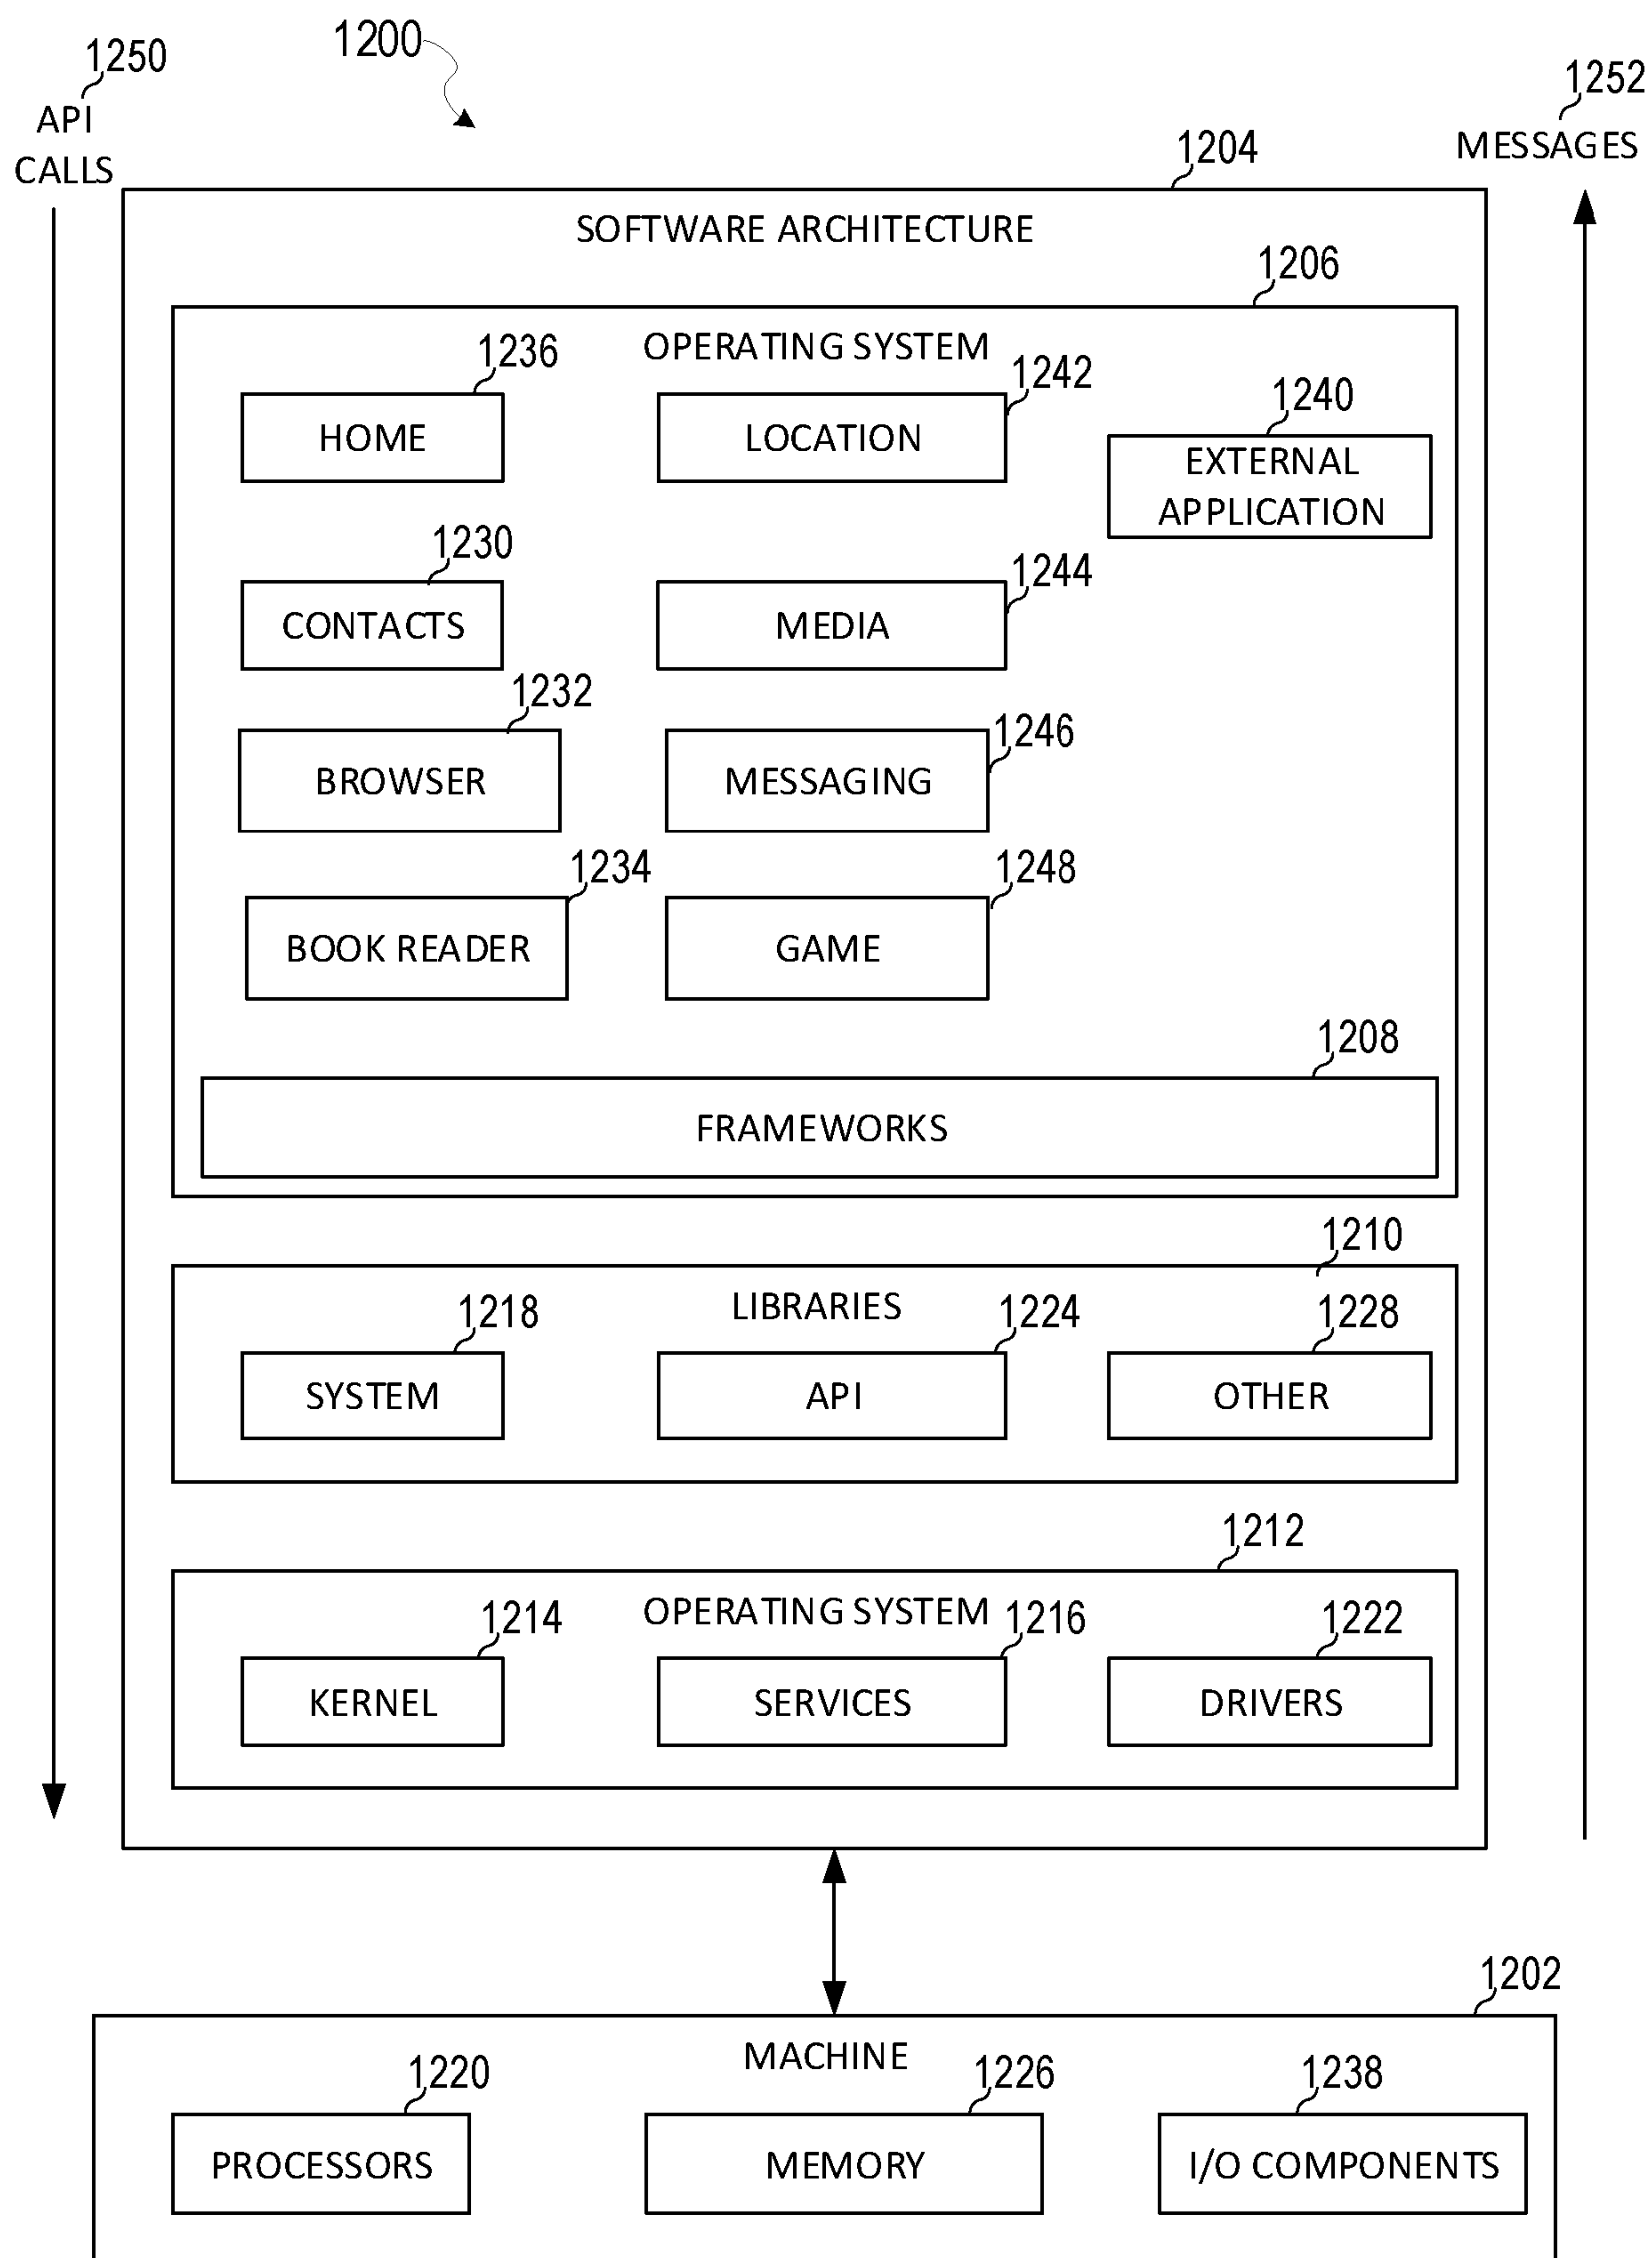 1200
1250
API
CALLS
1252
MESSAGES
1204
SOFTWARE ARCHITECTURE
1206
OPERATING SYSTEM
1236
HOME
1242
LOCATION
1240
EXTERNAL
APPLICATION
1230
CONTACTS
1244
MEDIA
1232
BROWSER
1246
MESSAGING
1234
BOOK READER
1248
GAME
1208
FRAMEWORKS
1210
LIBRARIES
1218
SYSTEM
1224
API
1228
OTHER
1212
OPERATING SYSTEM
1214
KERNEL
1216
SERVICES
1222
DRIVERS
1202
MACHINE
1220
PROCESSORS
1226
MEMORY
1238
I/O COMPONENTS